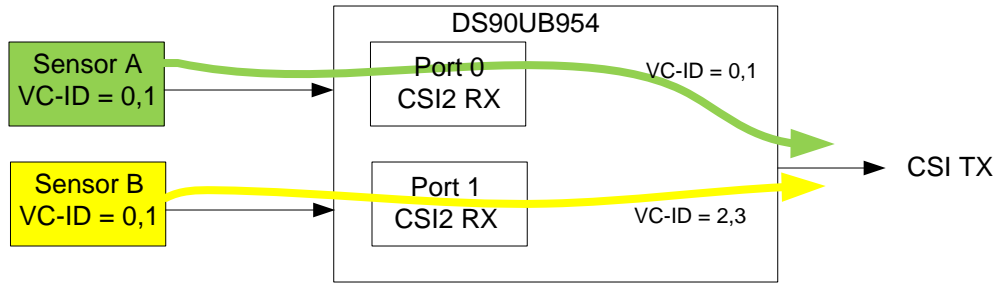 DS90UB954
Sensor A
VC-ID = 0,1
Port 0
CSI2 RX
VC-ID = 0,1
CSI TX
Sensor B
VC-ID = 0,1
Port 1
CSI2 RX
VC-ID = 2,3